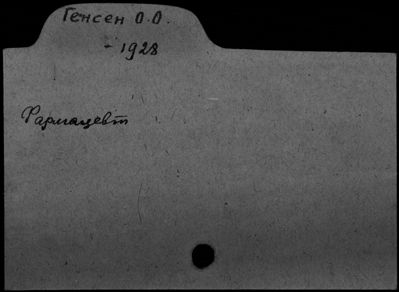 Генсен О.О.
- 1928
Фармацевт